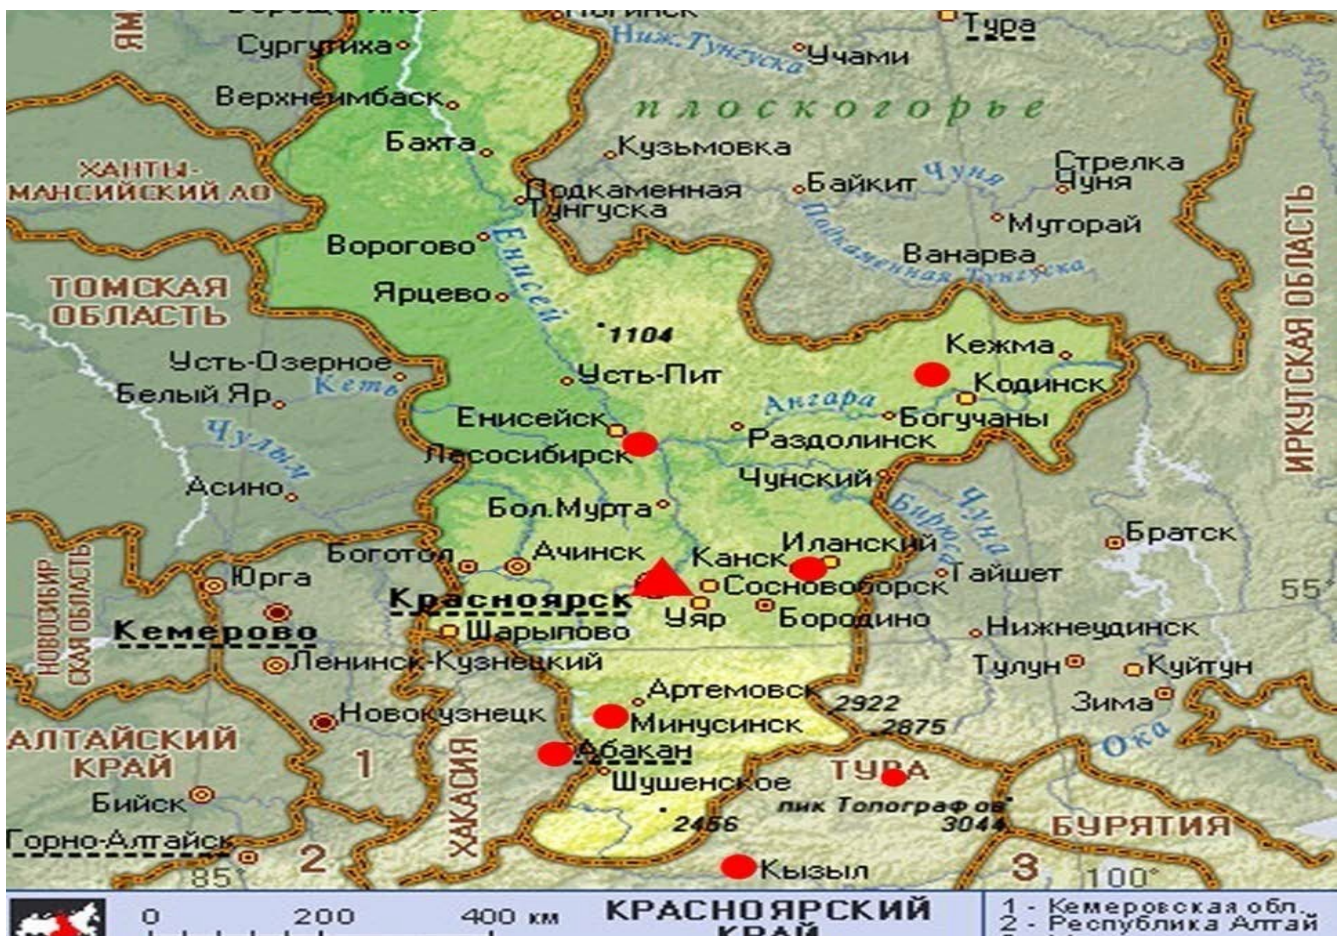 ЯМ
Сургутиха
Тура
Ниж.Тунгуска
Учами
Верхнеимбаск
плоскогорье
Бахта
Кузьмовка
ХАНТЫ-
МАНСИЙСКИЙ АО
Подкаменная
Тунгуска
Байкит
Чуня
Стрелка
Чуня
Муторай
Ворогово
Енисей
Подкаменная Тунгуска
Ванарва
ТОМСКАЯ
ОБЛАСТЬ
Ярцево
ИРКУТСКАЯ ОБЛАСТЬ
1104
Кежма
Усть-Озерное
Усть-Пит
Кодинск
Белый Яр
Кеть
Ангара
Енисейск
Богучаны
Чулым
Лесосибирск
Раздолинск
Чунский
Асино
Бол.Мурта
Бирюса
Чуна
Братск
Боготол
Ачинск
Канск
Иланский
НОВОСИБИР
СКАЯ ОБЛАСТЬ
Юрга
Красноярск
Сосновоборск
Тайшет
55°
Кемерово
Шарыпово
Уяр
Бородино
Нижнеудинск
Ленинск-Кузнецкий
Тулун
Куйтун
Артемовск
2922
Зима
Новокузнецк
Минусинск
2875
АЛТАЙСКИЙ
КРАЙ
1
ХАКАСИЯ
Абакан
Ока
Шушенское
ТУВА
Бийск
пик Топографов
2456
3044
БУРЯТИЯ
Горно-Алтайск
85°
2
Кызыл
3
100°
0 200 400 км
КРАСНОЯРСКИЙ
КРАЙ
1 - Кемеровская обл.
2 - Республика Алтай